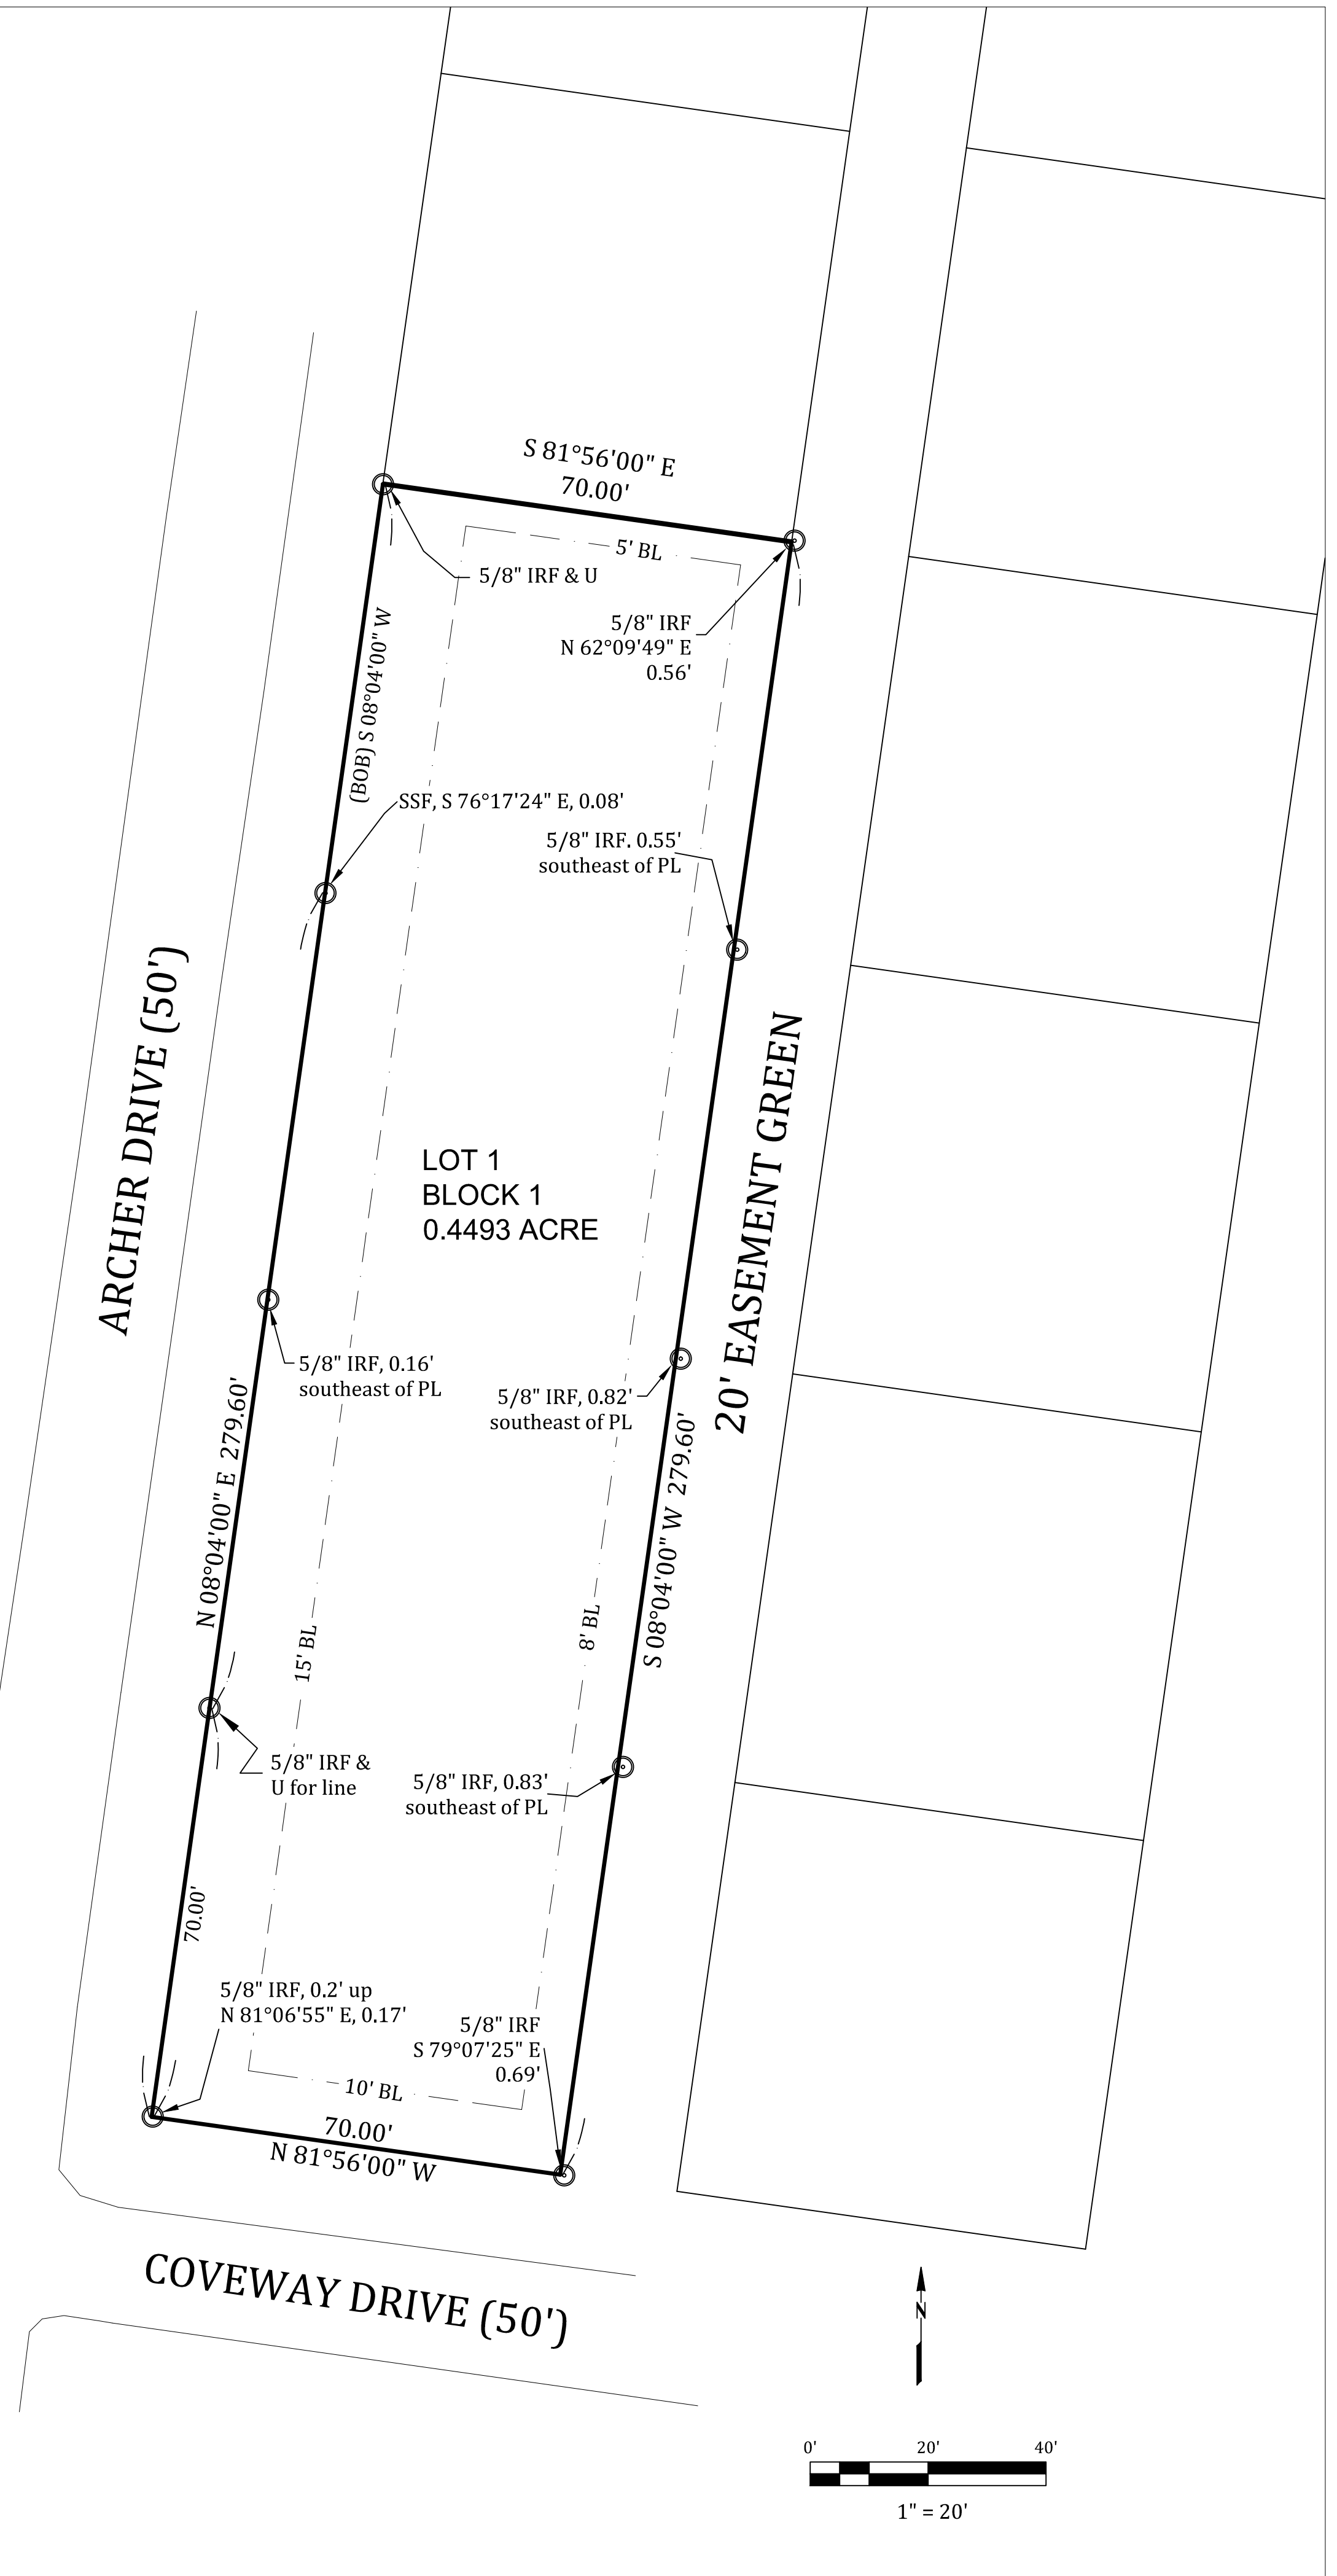 S 81°56'00" E
70.00'
5' BL
5/8" IRF & U
5/8" IRF
N 62°09'49" E
0.56'
(BOB) S 08°04'00" W
SSF, S 76°17'24" E, 0.08'
5/8" IRF. 0.55'
southeast of PL
ARCHER DRIVE (50')
20' EASEMENT GREEN
LOT 1
BLOCK 1
0.4493 ACRE
5/8" IRF, 0.16'
southeast of PL
5/8" IRF, 0.82'
southeast of PL
N 08°04'00" E 279.60'
S 08°04'00" W 279.60'
15' BL
8' BL
5/8" IRF &
U for line
5/8" IRF, 0.83'
southeast of PL
70.00'
5/8" IRF, 0.2' up
N 81°06'55" E, 0.17'
5/8" IRF
S 79°07'25" E
0.69'
10' BL
70.00'
N 81°56'00" W
COVEWAY DRIVE (50')
N
0' 20' 40'
1" = 20'